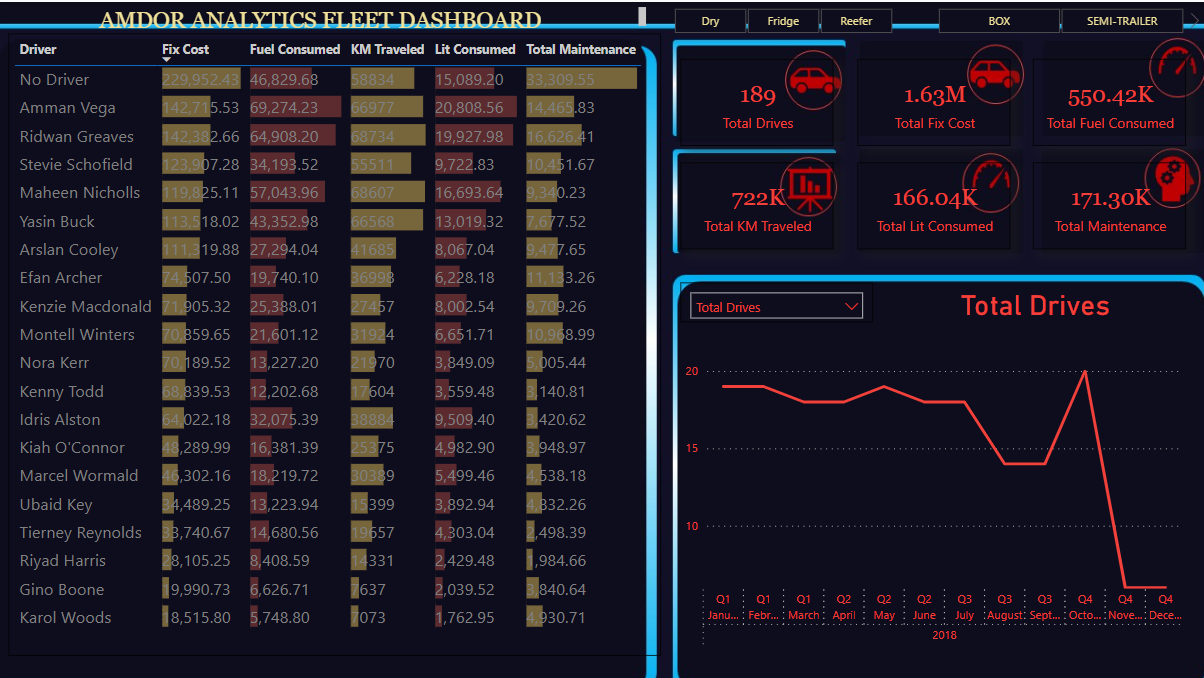 AMDOR ANALYTICS FLEET DASHBOARD
Dry Fridge Reefer BOX SEMI-TRAILER
Driver Fix Cost Fuel Consumed KM Traveled Lit Consumed Total Maintenance
No Driver 229,952.43 46,829.68 58834 15,089.20 33,309.55
Amman Vega 142,715.53 69,274.23 66977 20,808.56 14,465.83
Ridwan Greaves 142,382.66 64,908.20 68734 19,927.98 16,626.41
Stevie Schofield 123,907.28 34,193.52 55511 9,722.83 10,451.67
Maheen Nicholls 119,825.11 57,043.96 68607 16,693.64 9,340.23
Yasin Buck 113,518.02 43,352.98 66568 13,019.32 7,677.52
Arslan Cooley 111,319.88 27,294.04 41685 8,067.04 9,477.65
Efan Archer 74,507.50 19,740.10 36998 6,228.18 11,133.26
Kenzie Macdonald 71,905.32 25,388.01 27457 8,002.54 9,709.26
Montell Winters 70,859.65 21,601.12 31924 6,651.71 10,968.99
Nora Kerr 70,189.52 13,227.20 21970 3,849.09 5,005.44
Kenny Todd 68,839.53 12,202.68 17604 3,559.48 3,140.81
Idris Alston 64,022.18 32,075.39 38884 9,509.40 3,420.62
Kiah O'Connor 48,289.99 16,381.39 25375 4,982.90 3,948.97
Marcel Wormald 46,302.16 18,219.72 30389 5,499.46 4,538.18
Ubaid Key 34,489.25 13,223.94 15399 3,892.94 4,832.26
Tierney Reynolds 33,740.67 14,680.56 19657 4,303.04 2,498.39
Riyad Harris 28,105.25 8,408.59 14331 2,429.48 1,984.66
Gino Boone 19,990.73 6,626.71 7637 2,039.52 3,840.64
Karol Woods 18,515.80 5,748.80 7073 1,762.95 4,930.71
189 1.63M 550.42K
Total Drives Total Fix Cost Total Fuel Consumed
722K 166.04K 171.30K
Total KM Traveled Total Lit Consumed Total Maintenance
Total Drives
Total Drives
20
15
10
Q1 Q1 Q1 Q2 Q2 Q2 Q3 Q3 Q3 Q4 Q4 Q4
Janu... Febr... March April May June July August Sept... Octo... Nove... Dece...
2018